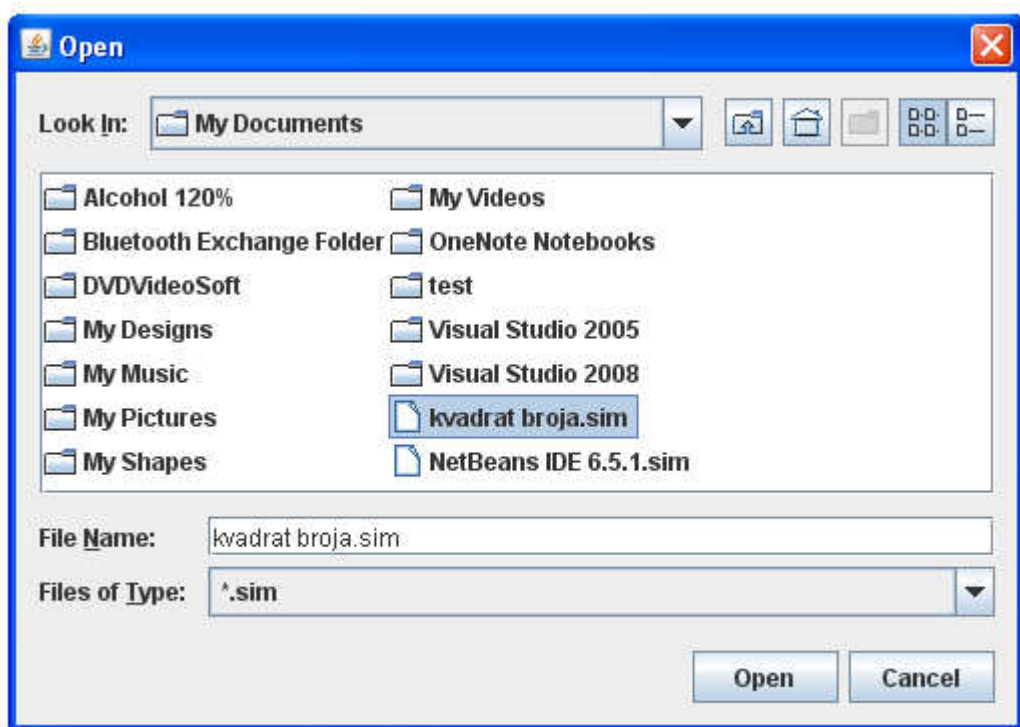 Open
Look In: My Documents
Alcohol 120% My Videos
Bluetooth Exchange Folder OneNote Notebooks
DVDVideoSoft test
My Designs Visual Studio 2005
My Music Visual Studio 2008
My Pictures kvadrat broja.sim
My Shapes NetBeans IDE 6.5.1.sim
File Name: kvadrat broja.sim
Files of Type: *.sim
Open Cancel